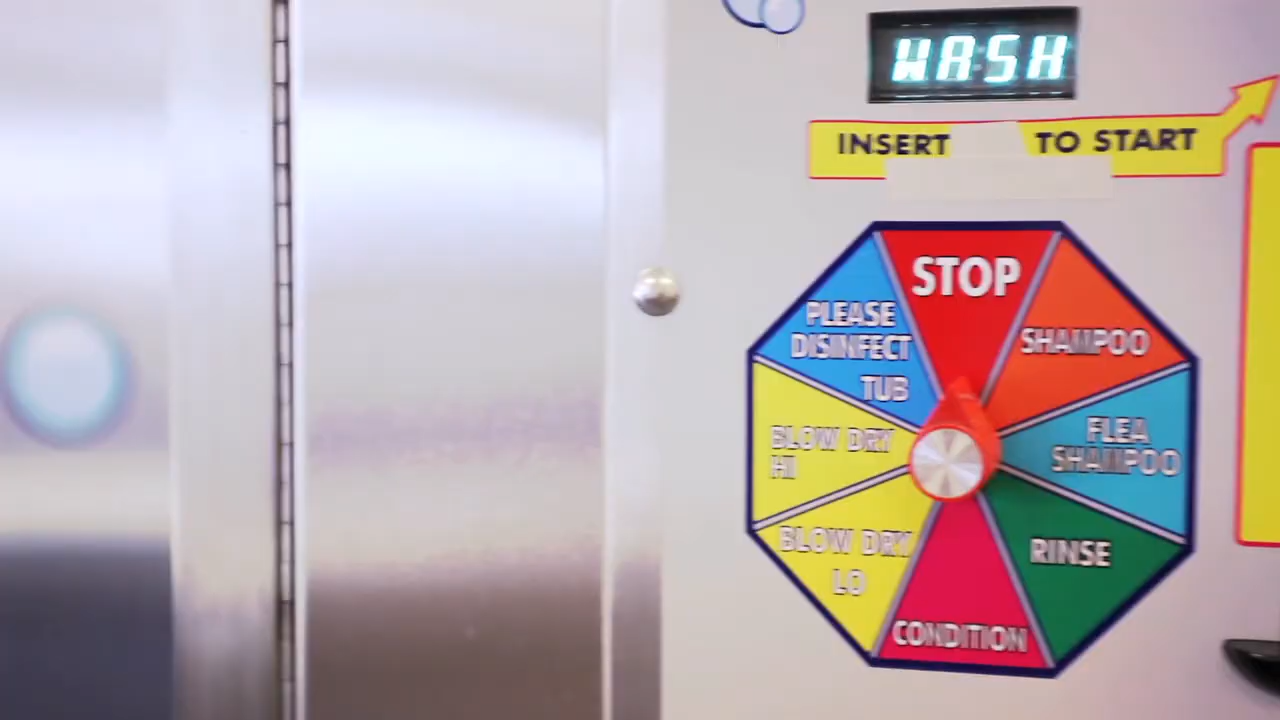 WASH
INSERT TO START
STOP
SHAMPOO
FLEA
SHAMPOO
RINSE
CONDITION
BLOW DRY
LO
BLOW DRY
HI
PLEASE
DISINFECT
TUB